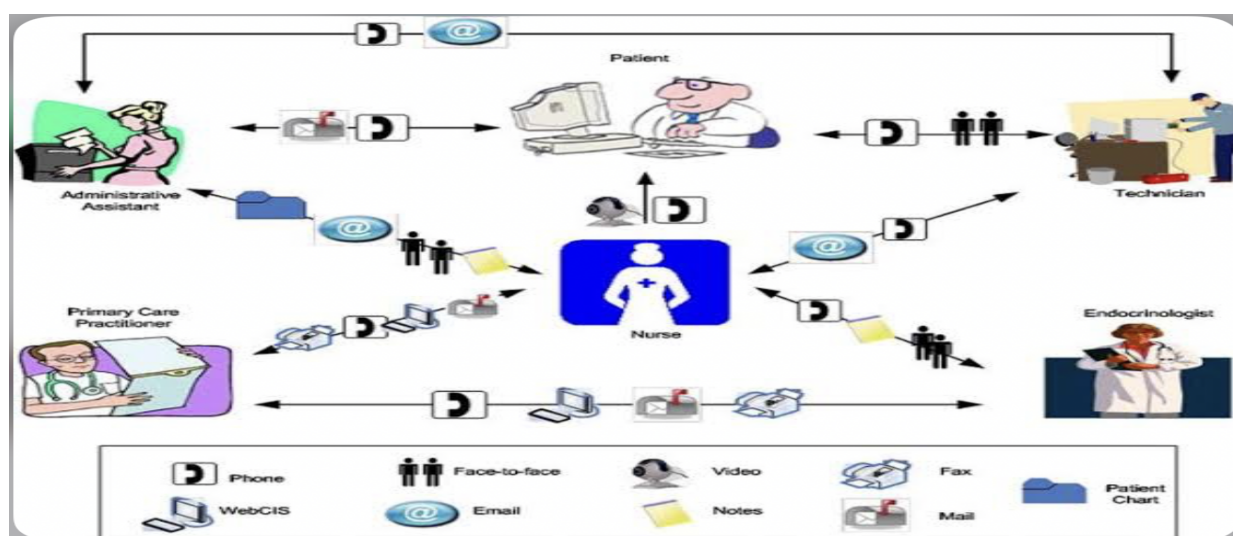 Patient
Administrative
Assistant
Technician
Primary Care
Practitioner
Nurse
Endocrinologist
Phone
Face-to-face
Video
Fax
Patient
Chart
WebCIS
Email
Notes
Mail